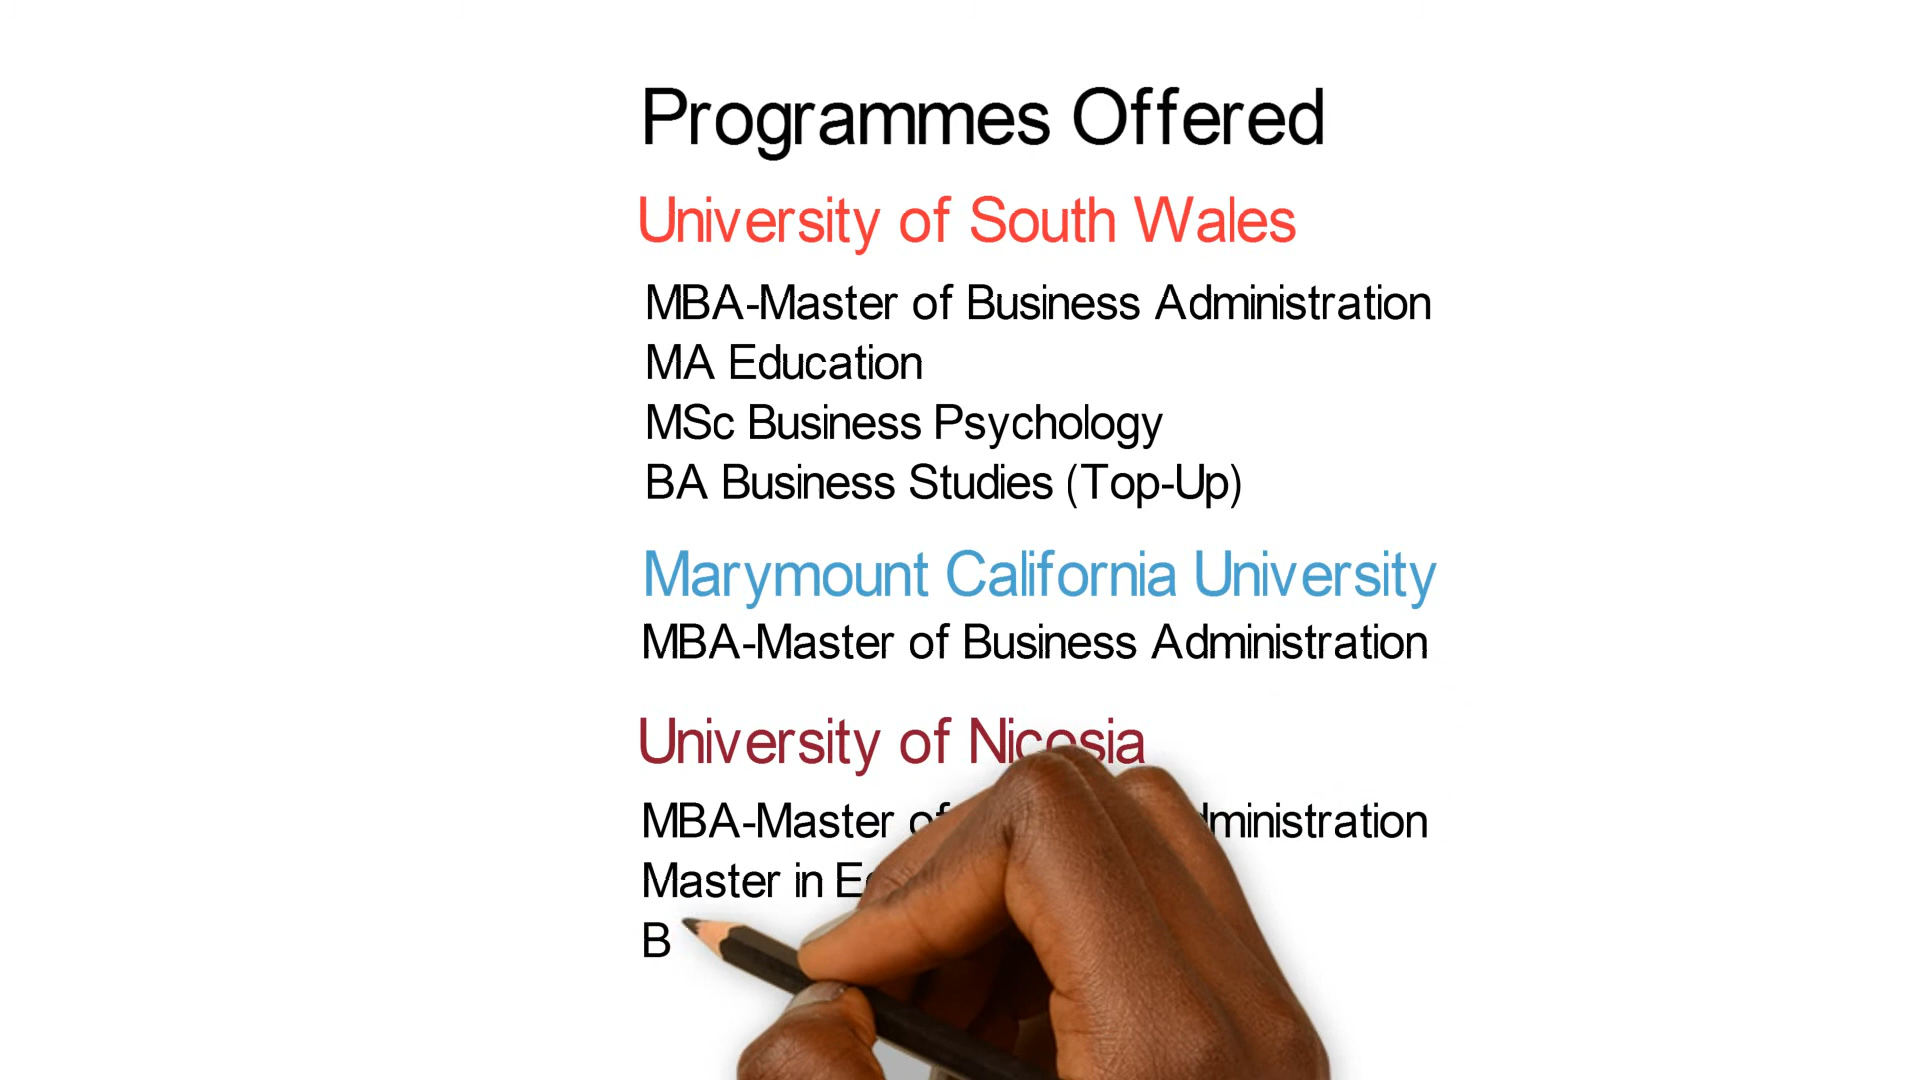 Programmes Offered
University of South Wales
MBA-Master of Business Administration
MA Education
MSc Business Psychology
BA Business Studies (Top-Up)
Marymount California University
MBA-Master of Business Administration
University of Nicosia
MBA-Master of
Master in
B